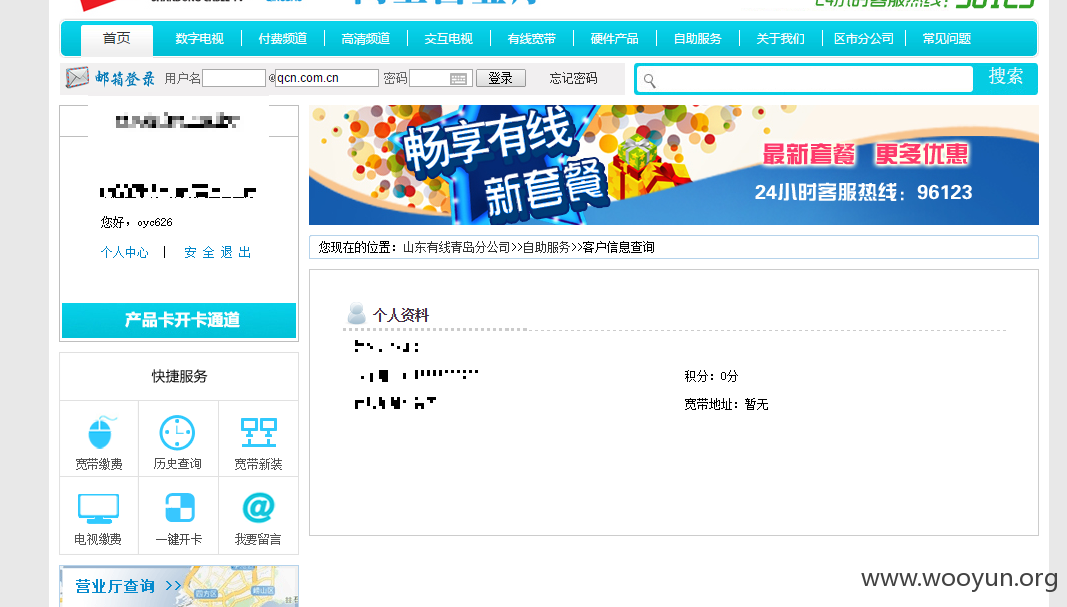 24小时客服热线：96123
首页 数字电视 付费频道 高清频道 交互电视 有线宽带 硬件产品 自助服务 关于我们 区市分公司 常见问题
邮箱登录 用户名 @qcn.com.cn 密码 登录 忘记密码 搜索
畅享有线
新套餐
最新套餐 更多优惠
24小时客服热线：96123
您好，oyc626
个人中心 | 安全退出
产品卡开卡通道
快捷服务
宽带缴费 历史查询 宽带新装
电视缴费 一键开卡 我要留言
营业厅查询 >>
您现在的位置：山东有线青岛分公司>>自助服务>>客户信息查询
个人资料
积分：0分
宽带地址：暂无
www.wooyun.org